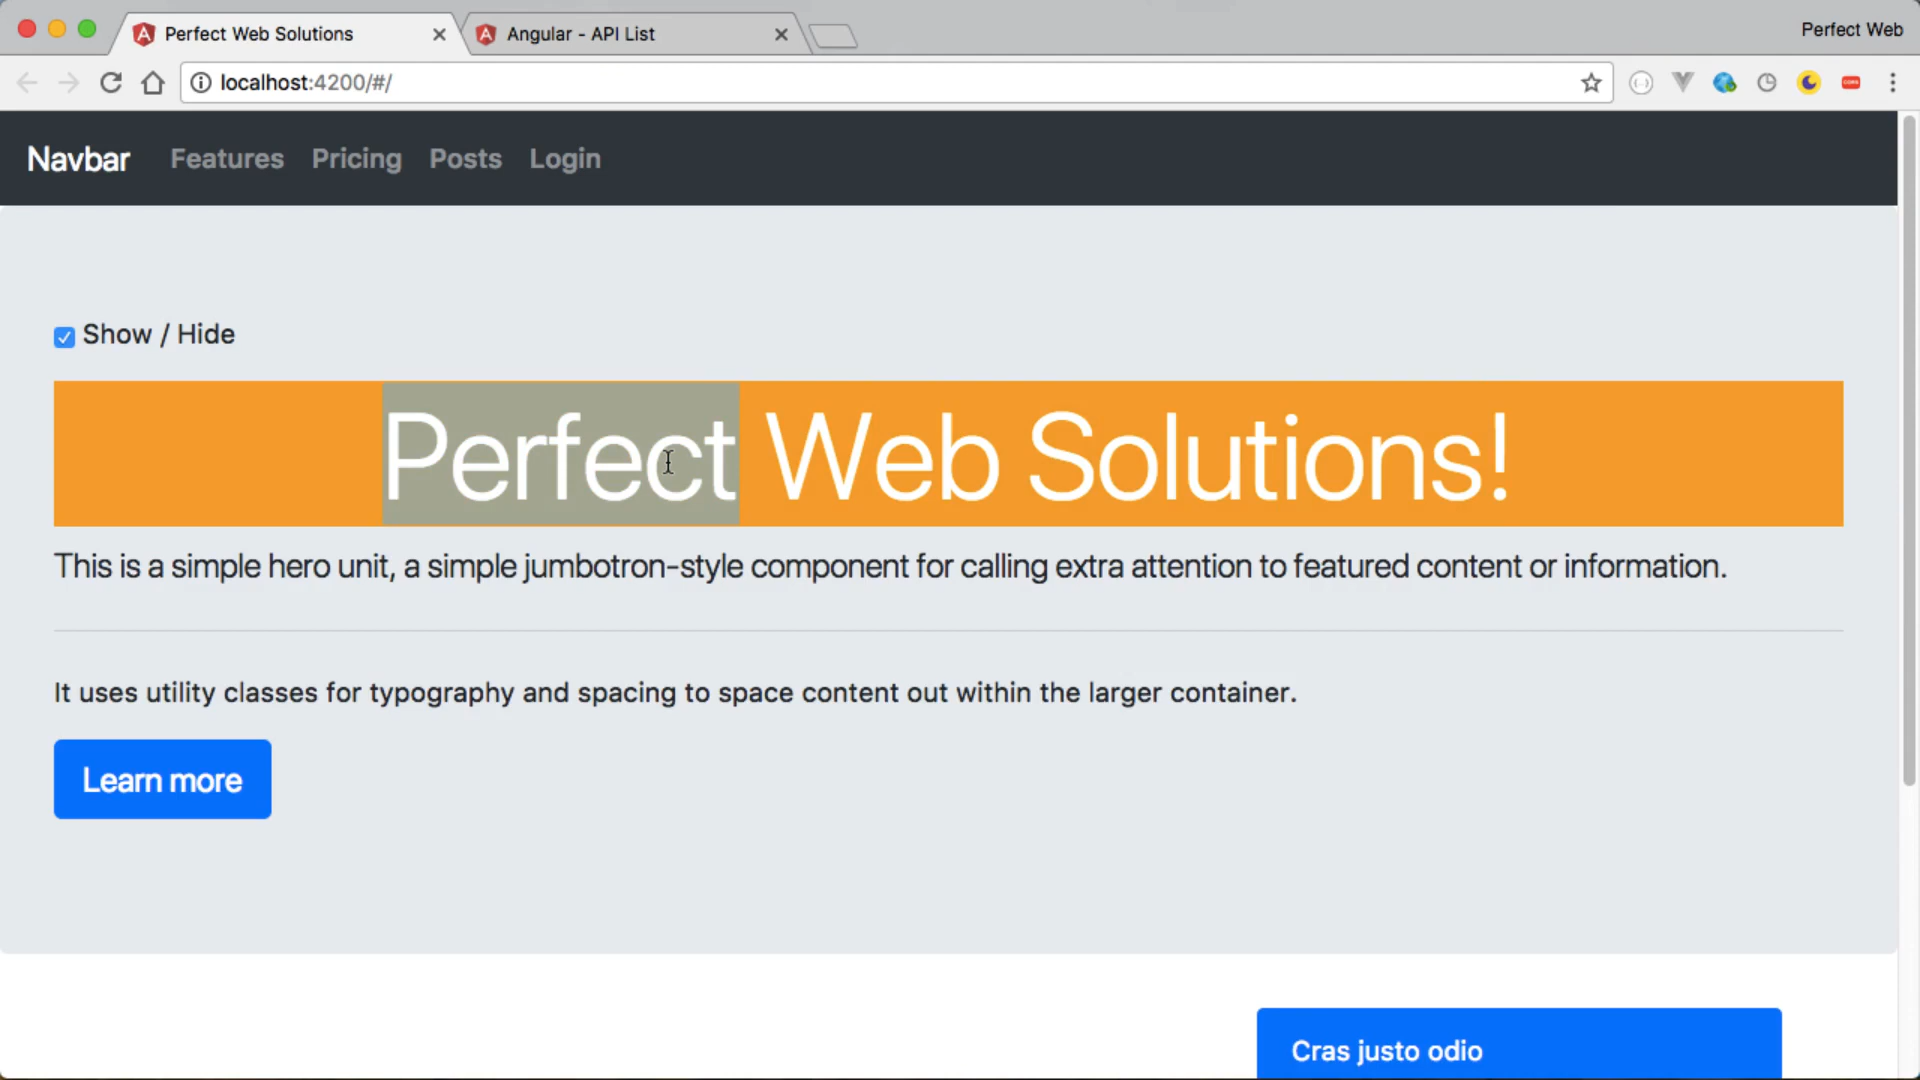 Perfect Web Solutions
Angular - API List
Perfect Web
localhost:4200/#/
Navbar Features Pricing Posts Login
Show / Hide
Perfect Web Solutions!
This is a simple hero unit, a simple jumbotron-style component for calling extra attention to featured content or information.
It uses utility classes for typography and spacing to space content out within the larger container.
Learn more
Cras justo odio